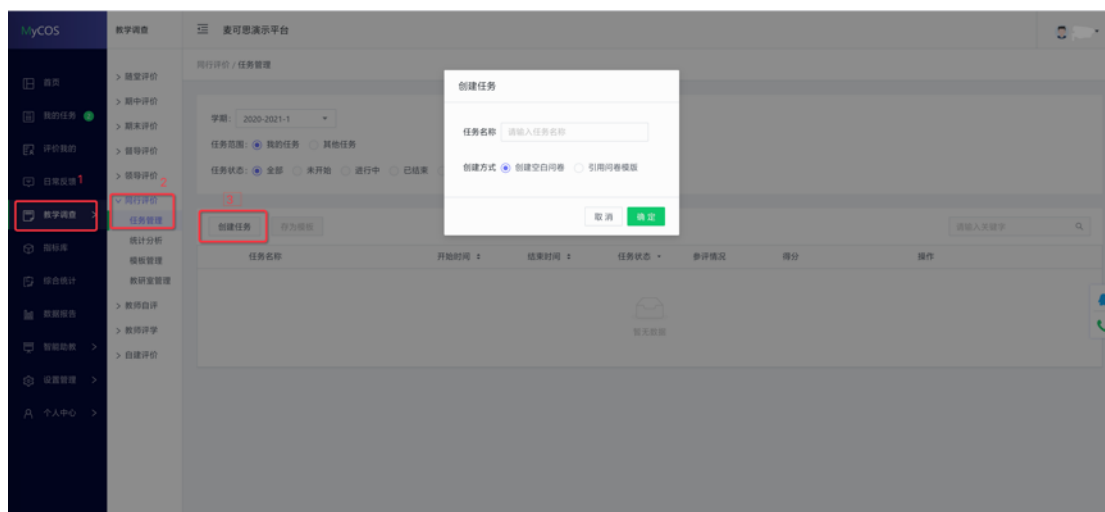 MyCOS
教学调查
麦可思演示平台
首页
我的任务
评价我的
日常反馈 1
教学调查 >
指标库
综合统计
数据报告
智能助教 >
设置管理 >
个人中心 >
> 随堂评价
> 期中评价
> 期末评价
> 督导评价
> 领导评价
2
同行评价
任务管理
统计分析
模板管理
教研室管理
> 教师自评
> 教师评学
> 自建评价
同行评价 / 任务管理
学期: 2020-2021-1
任务范围: 我的任务 其他任务
任务状态: 全部 未开始 进行中 已结束
3
创建任务 存为模板
请输入关键字
任务名称 开始时间 结束时间 任务状态 参评情况 得分 操作
暂无数据
创建任务
任务名称 请输入任务名称
创建方式 创建空白问卷 引用问卷模版
取消 确定